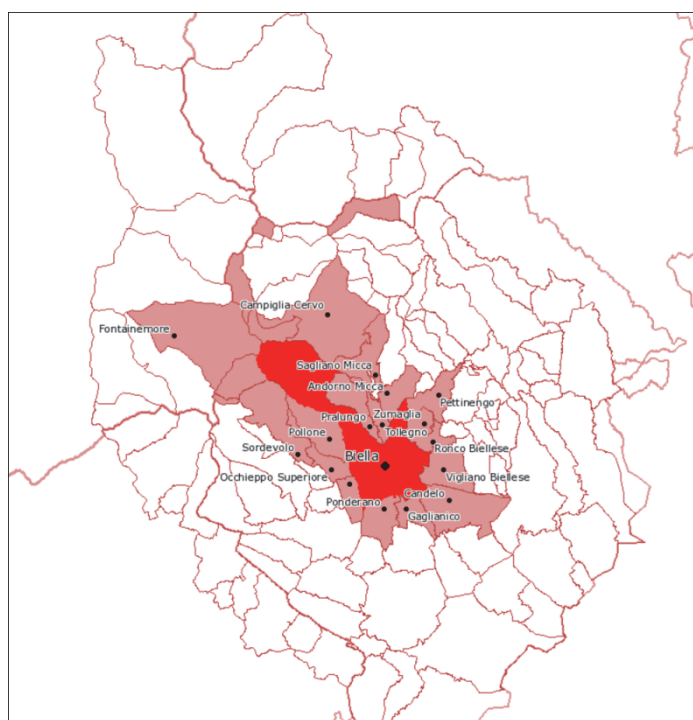 Campiglia Cervo
Fontainemore
Sagliano Micca
Andorno Micca
Pettinengo
Zumaglia
Pralungo
Tollegno
Pollone
Ronco Biellese
Sordevolo
Biella
Occhieppo Superiore
Vigliano Biellese
Candelo
Ponderano
Gaglianico